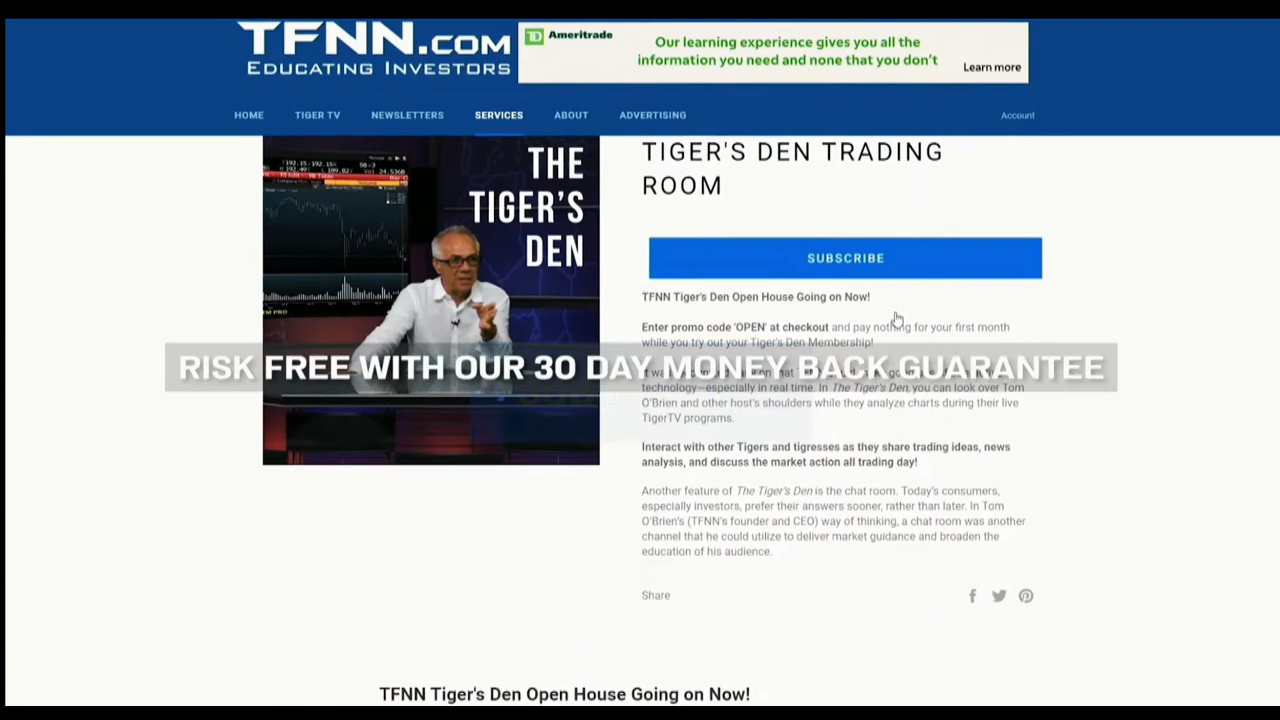 TFNN.COM
EDUCATING INVESTORS
TD Ameritrade
Our learning experience gives you all the
information you need and none that you don't
Learn more
HOME
TIGER TV
NEWSLETTERS
SERVICES
ABOUT
ADVERTISING
Account
THE
TIGER'S
DEN
TIGER'S DEN TRADING
ROOM
SUBSCRIBE
TFNN Tiger's Den Open House Going on Now!
Enter promo code 'OPEN' at checkout and pay nothing for your first month
while you try out your Tiger's Den Membership!
RISK FREE WITH OUR 30 DAY MONEY BACK GUARANTEE
technology—especially in real time. In The Tiger's Den, you can look over Tom
O'Brien and other host's shoulders while they analyze charts during their live
TigerTV programs.
Interact with other Tigers and tigresses as they share trading ideas, news
analysis, and discuss the market action all trading day!
Another feature of The Tiger's Den is the chat room. Today's consumers,
especially investors, prefer their answers sooner, rather than later. In Tom
O'Brien's (TFNN's founder and CEO) way of thinking, a chat room was another
channel that he could utilize to deliver market guidance and broaden the
education of his audience.
Share
TFNN Tiger's Den Open House Going on Now!